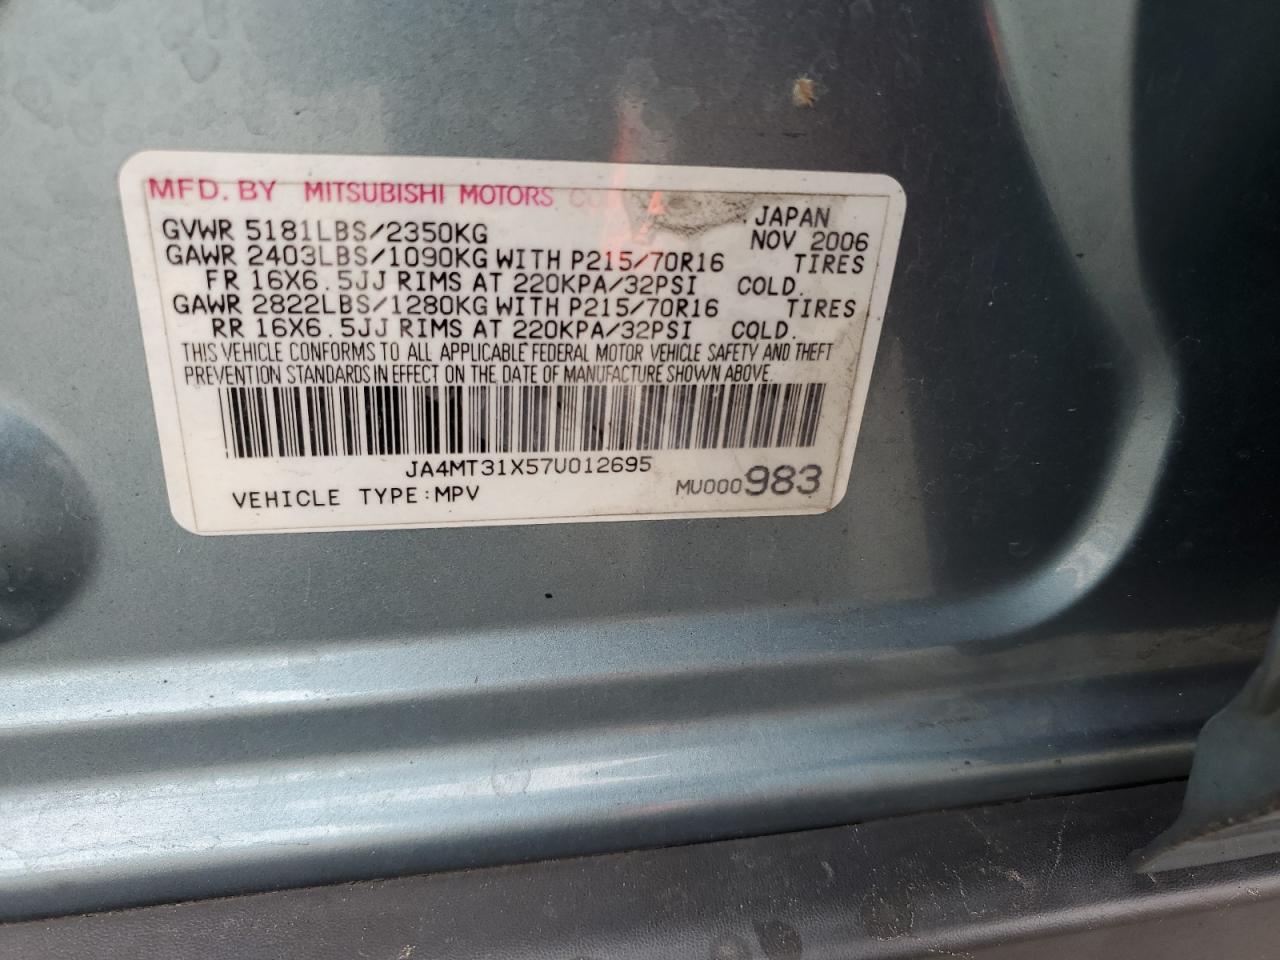 MFD. BY MITSUBISHI MOTORS
GVWR 5181LBS/2350KG JAPAN NOV 2006
GAWR 2403LBS/1090KG WITH P215/70R16 TIRES
FR 16X6.5JJ RIMS AT 220KPA/32PSI COLD.
GAWR 2822LBS/1280KG WITH P215/70R16 TIRES
RR 16X6.5JJ RIMS AT 220KPA/32PSI COLD.
THIS VEHICLE CONFORMS TO ALL APPLICABLE FEDERAL MOTOR VEHICLE SAFETY AND THEFT
PREVENTION STANDARDS IN EFFECT ON THE DATE OF MANUFACTURE SHOWN ABOVE.
JA4MT31X57U012695
VEHICLE TYPE:MPV MU000983